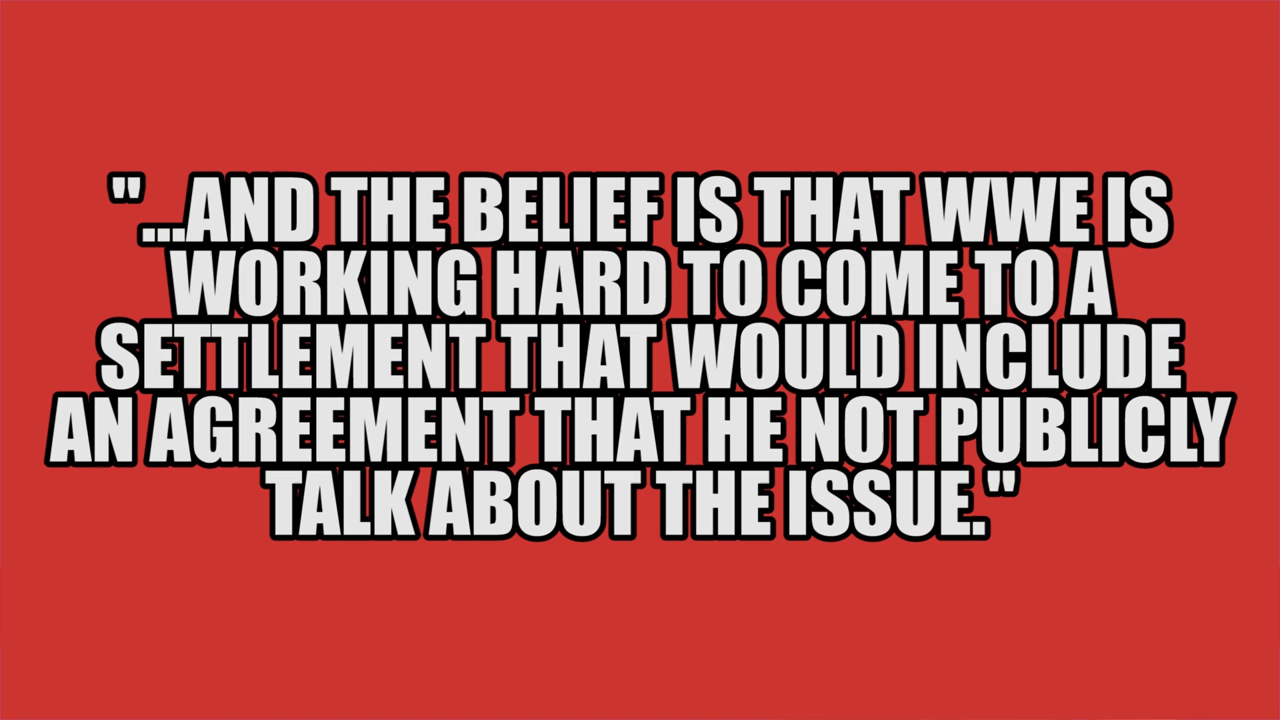 "...AND THE BELIEF IS THAT WWE IS
WORKING HARD TO COME TO A
SETTLEMENT THAT WOULD INCLUDE
AN AGREEMENT THAT HE NOT PUBLICLY
TALK ABOUT THE ISSUE."